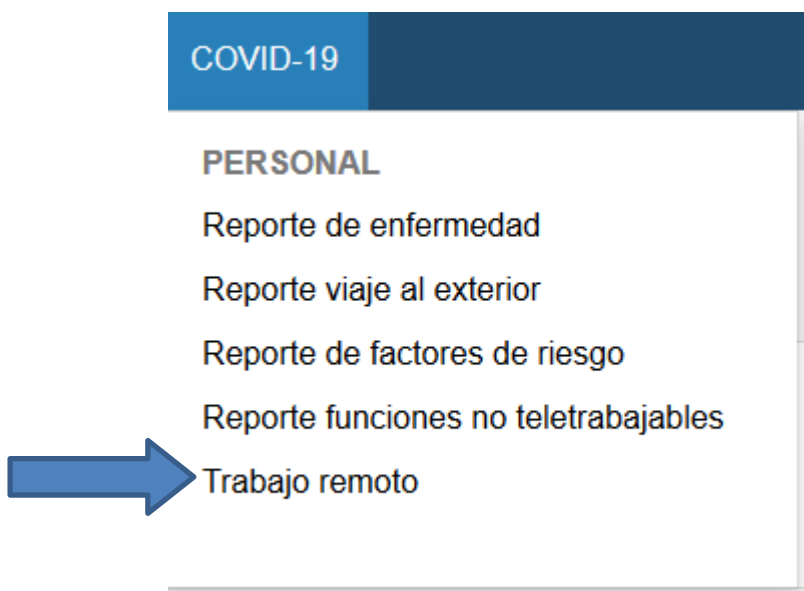 COVID-19
PERSONAL
Reporte de enfermedad
Reporte viaje al exterior
Reporte de factores de riesgo
Reporte funciones no teletrabajables
Trabajo remoto